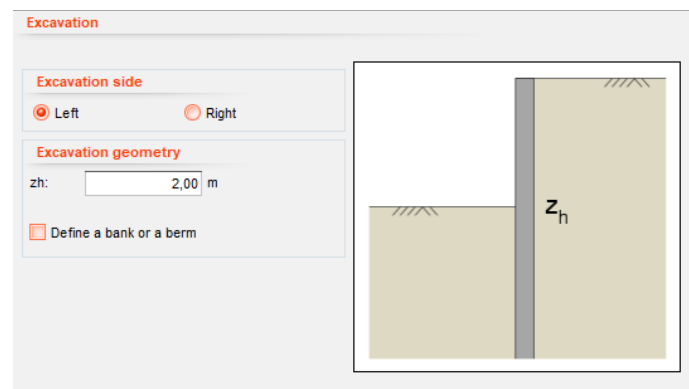 Excavation
Excavation side
Left Right
Excavation geometry
zh: 2,00 m
Define a bank or a berm
zh